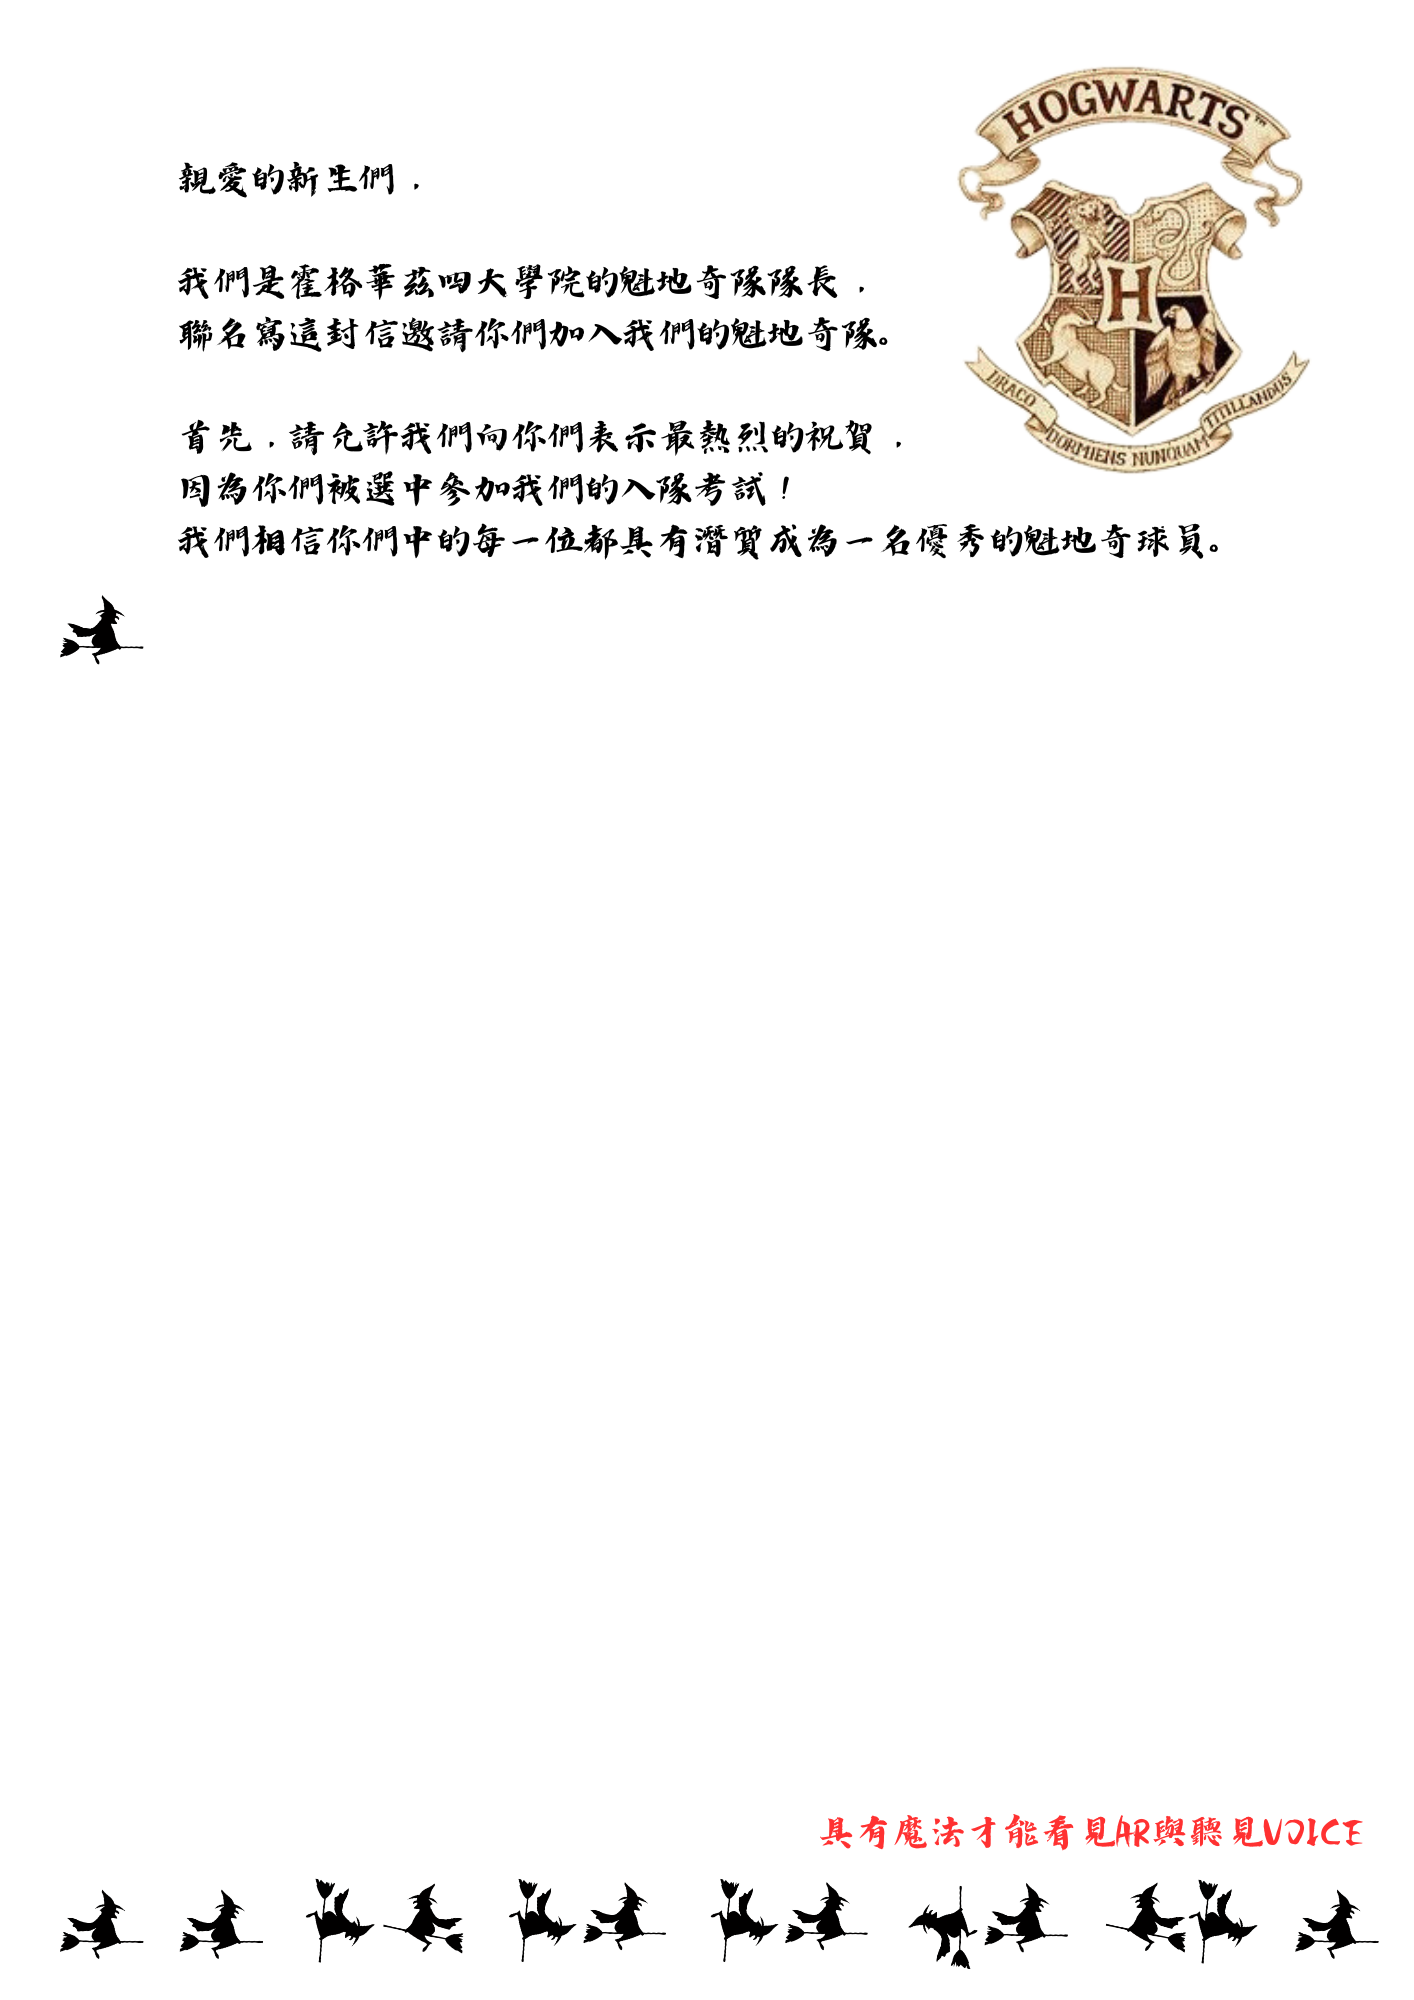 HOGWARTS™
親愛的新生們，
我們是霍格華茲四大學院的魁地奇隊隊長，
聯名寫這封信邀請你們加入我們的魁地奇隊。
H
DRACO DORMIENS NUNQUAM TITILLANDUS
首先，請允許我們向你們表示最熱烈的祝賀，
因為你們被選中參加我們的入隊考試！
我們相信你們中的每一位都具有潛質成為一名優秀的魁地奇球員。
具有魔法才能看見AR與聽見VOICE